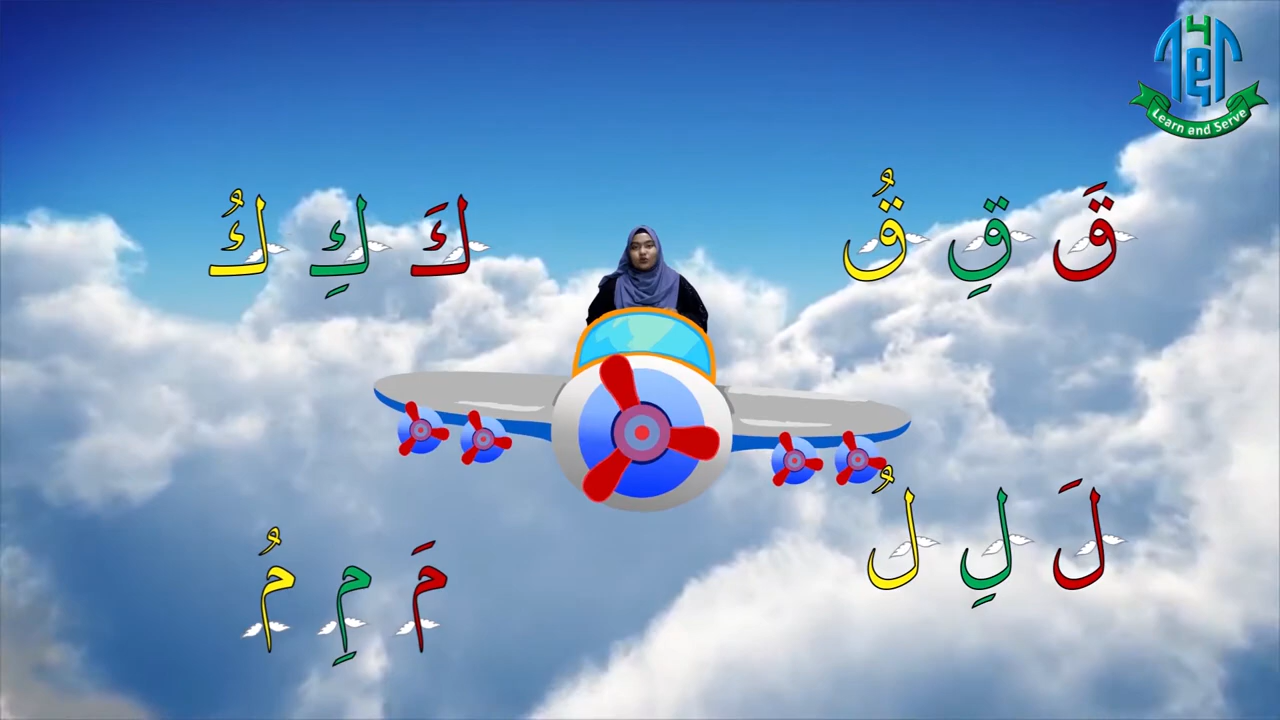 قَ قِ قُ
كَ كِ كُ
لَ لِ لُ
مَ مِ مُ
Learn and Serve